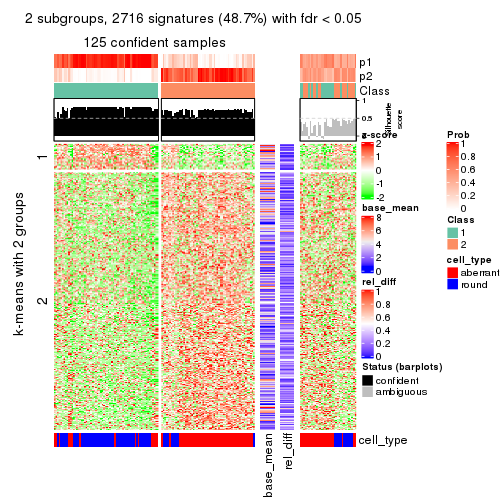 2 subgroups, 2716 signatures (48.7%) with fdr < 0.05
125 confident samples
p1
p2
Class
1
0.5
0
Silhouette
score
k-means with 2 groups
1
2
base_mean
rel_diff
cell_type
z-score
2
1
0
-1
-2
base_mean
8
6
4
2
0
rel_diff
1
0.8
0.6
0.4
0.2
0
Status (barplots)
confident
ambiguous
Prob
1
0.8
0.6
0.4
0.2
0
Class
1
2
cell_type
aberrant
round